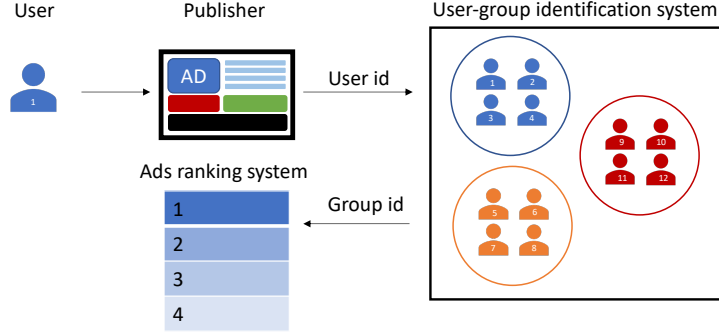 User
Publisher
User-group identification system
1
AD
User id
1 2
3 4
9 10
11 12
Ads ranking system
Group id
5 6
7 8
1
2
3
4